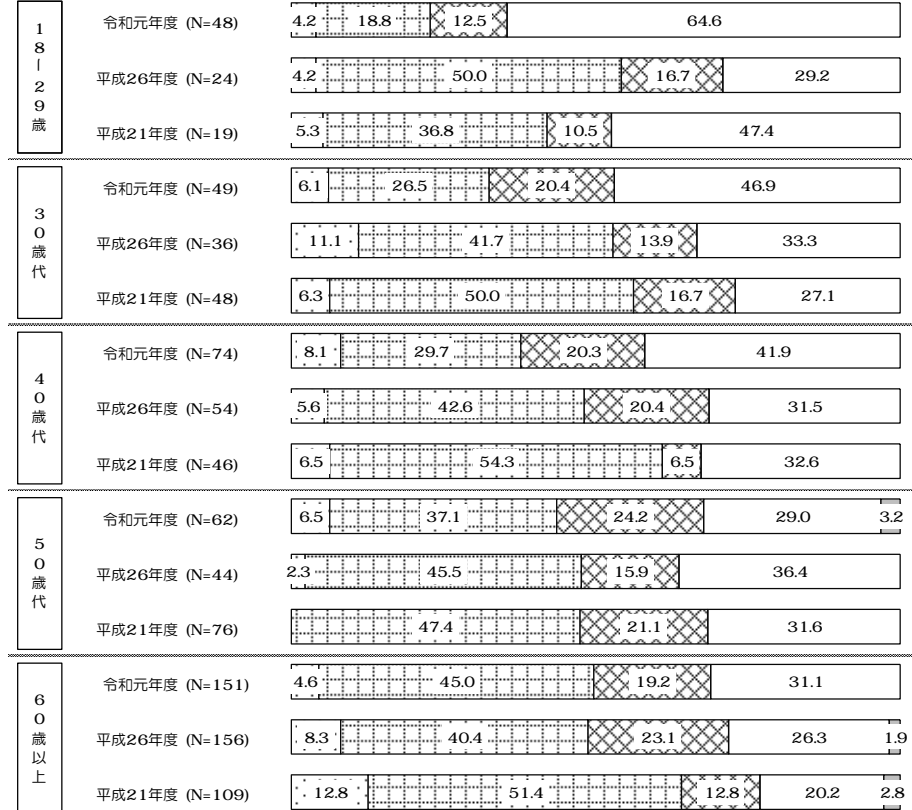 18ー29歳
令和元年度 (N=48) 4.2 18.8 12.5 64.6
平成26年度 (N=24) 4.2 50.0 16.7 29.2
平成21年度 (N=19) 5.3 36.8 10.5 47.4
30歳代
令和元年度 (N=49) 6.1 26.5 20.4 46.9
平成26年度 (N=36) 11.1 41.7 13.9 33.3
平成21年度 (N=48) 6.3 50.0 16.7 27.1
40歳代
令和元年度 (N=74) 8.1 29.7 20.3 41.9
平成26年度 (N=54) 5.6 42.6 20.4 31.5
平成21年度 (N=46) 6.5 54.3 6.5 32.6
50歳代
令和元年度 (N=62) 6.5 37.1 24.2 29.0 3.2
平成26年度 (N=44) 2.3 45.5 15.9 36.4
平成21年度 (N=76) 47.4 21.1 31.6
60歳以上
令和元年度 (N=151) 4.6 45.0 19.2 31.1
平成26年度 (N=156) 8.3 40.4 23.1 26.3 1.9
平成21年度 (N=109) 12.8 51.4 12.8 20.2 2.8